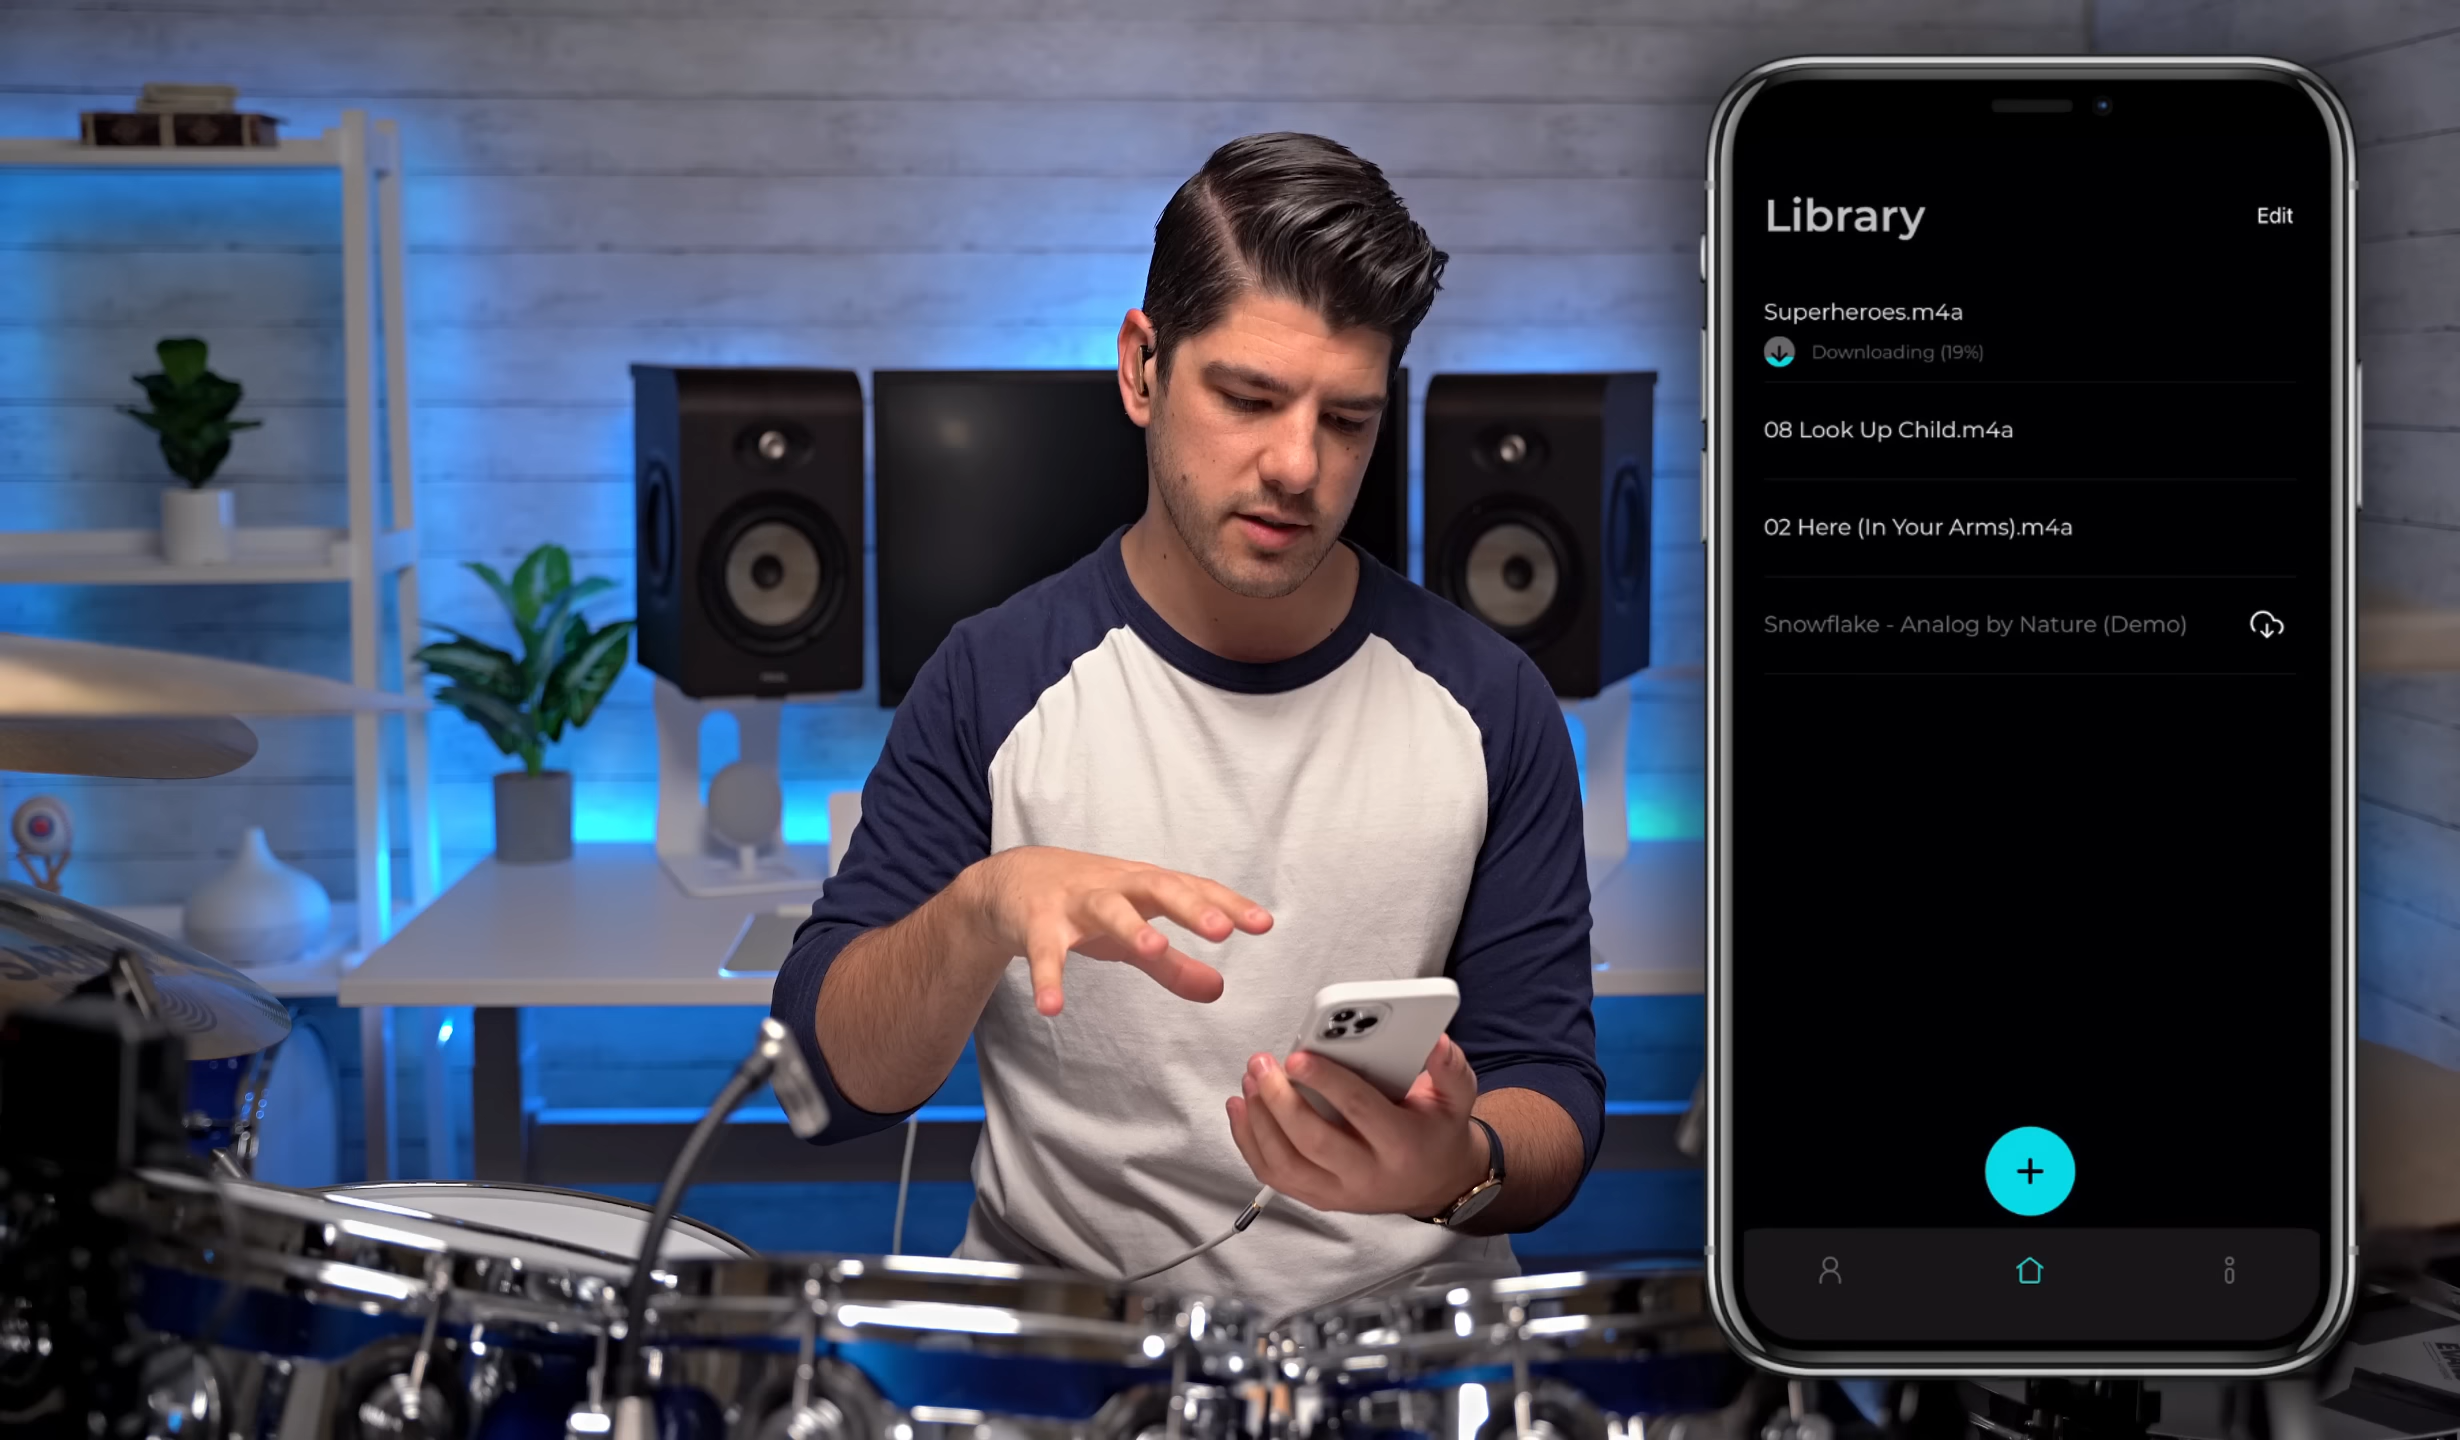 Library
Edit
Superheroes.m4a
Downloading (19%)
08 Look Up Child.m4a
02 Here (In Your Arms).m4a
Snowflake - Analog by Nature (Demo)